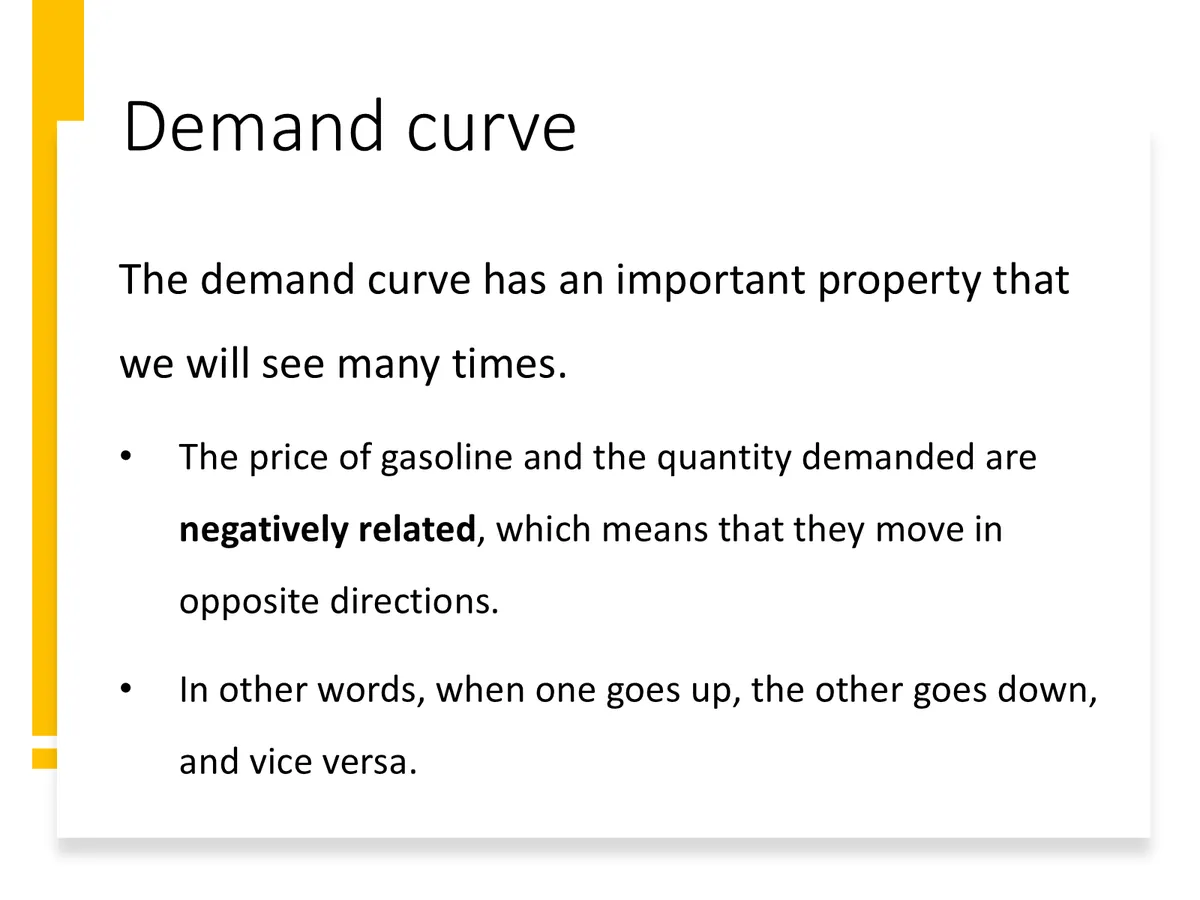 Demand curve
The demand curve has an important property that
we will see many times.
• The price of gasoline and the quantity demanded are
negatively related, which means that they move in
opposite directions.
• In other words, when one goes up, the other goes down,
and vice versa.